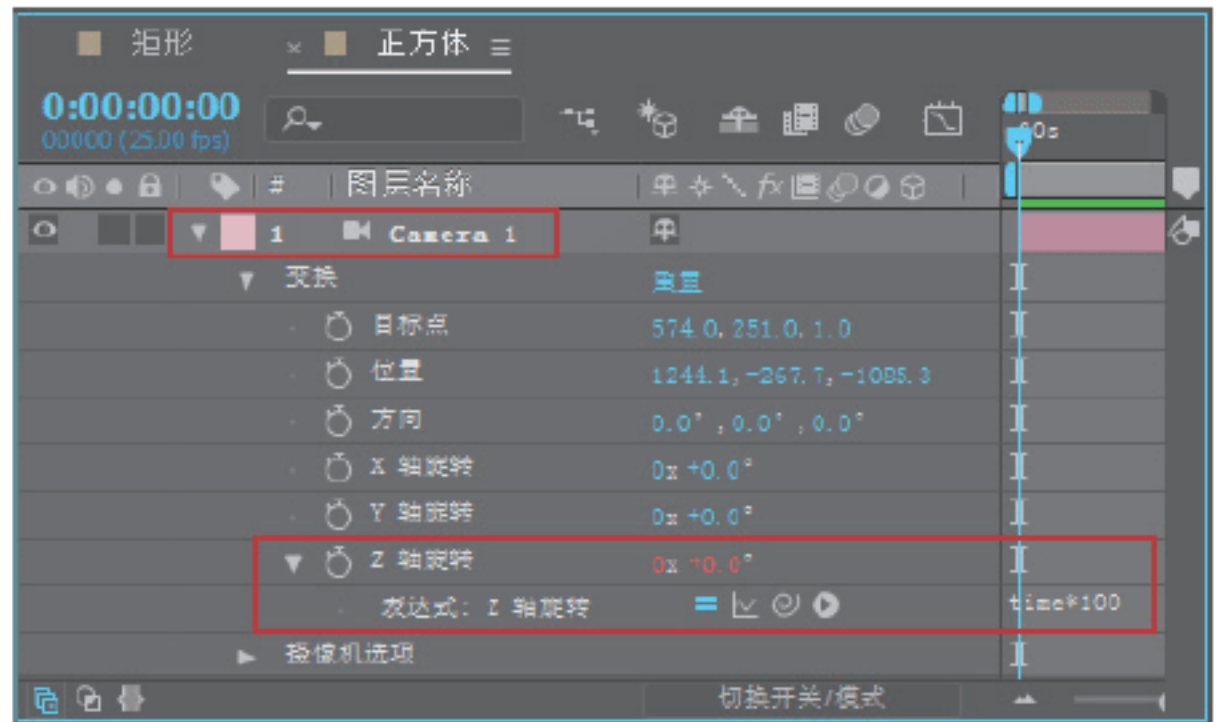 矩形 × 正方体 ≡
0:00:00:00
00000 (25.00 fps)
00s
# 图层名称
1 Camera 1
变换 重置
目标点 574.0,251.0,1.0
位置 1244.1,-267.7,-1085.3
方向 0.0°,0.0°,0.0°
X 轴旋转 0x +0.0°
Y 轴旋转 0x +0.0°
Z 轴旋转 0x +0.0°
表达式: Z 轴旋转 time*100
摄像机选项
切换开关/模式